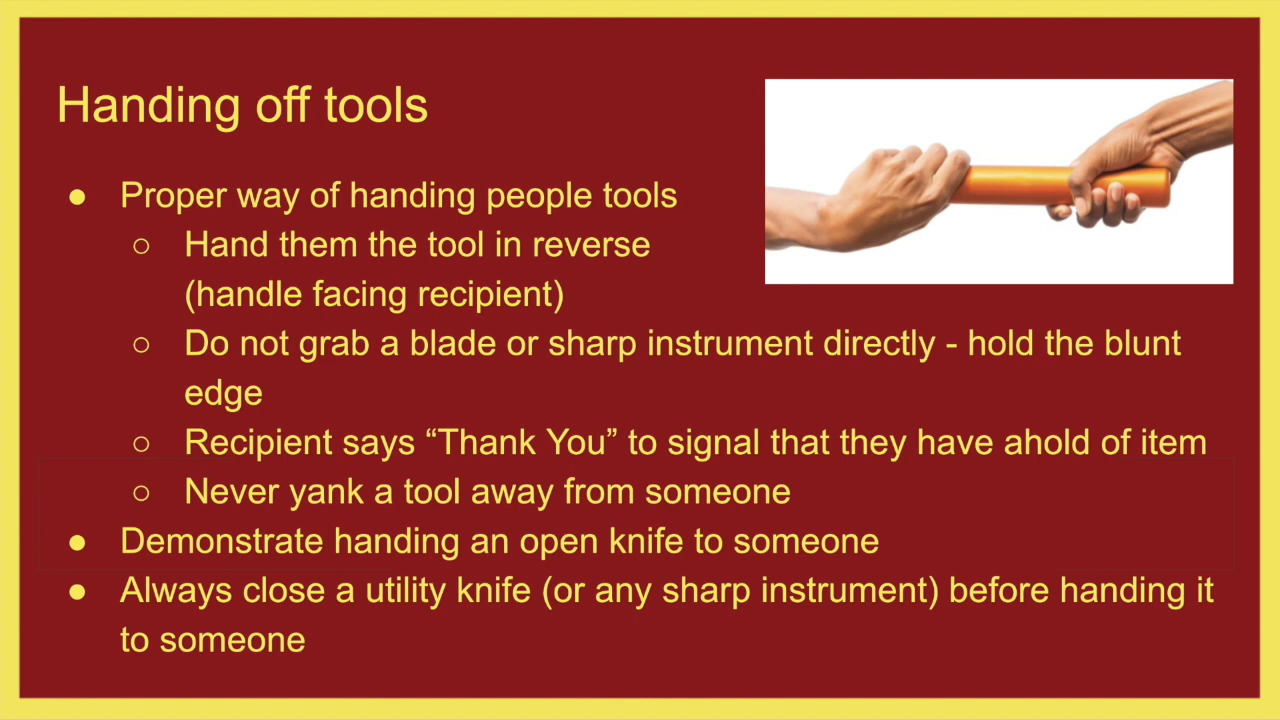 Handing off tools
● Proper way of handing people tools
○ Hand them the tool in reverse
(handle facing recipient)
○ Do not grab a blade or sharp instrument directly - hold the blunt
edge
○ Recipient says “Thank You” to signal that they have ahold of item
○ Never yank a tool away from someone
● Demonstrate handing an open knife to someone
● Always close a utility knife (or any sharp instrument) before handing it
to someone